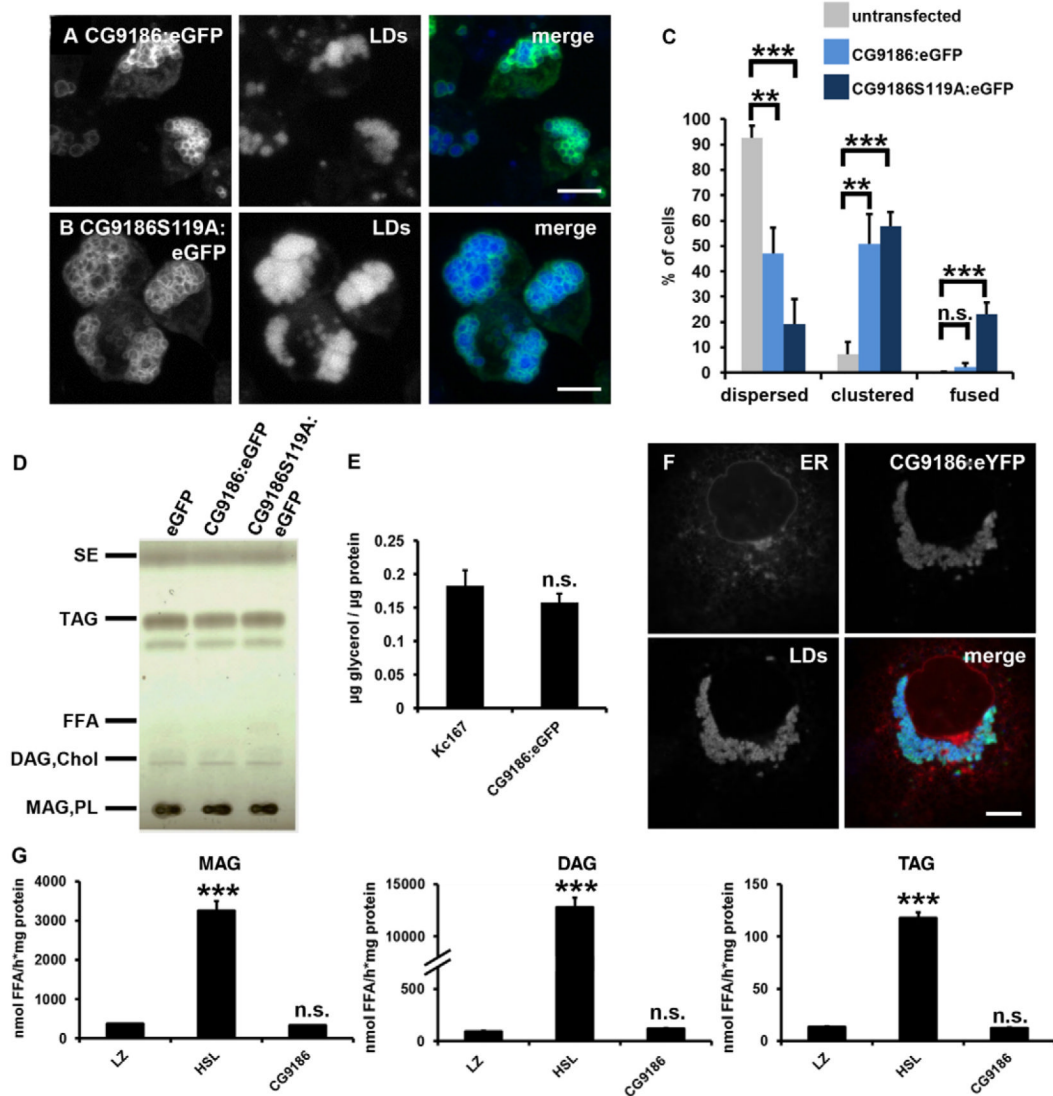 A CG9186:eGFP
LDs
merge
B CG9186S119A:
eGFP
LDs
merge
C
untransfected
CG9186:eGFP
CG9186S119A:eGFP
***
**
***
**
***
n.s.
100
90
80
70
60
50
40
30
20
10
0
% of cells
dispersed
clustered
fused
D
eGFP
CG9186:eGFP
CG9186S119A:
eGFP
SE
TAG
FFA
DAG,Chol
MAG,PL
E
0.25
0.2
0.15
0.1
0.05
0
µg glycerol / µg protein
n.s.
Kc167
CG9186:eGFP
F
ER
CG9186:eYFP
LDs
merge
G
MAG
4000
3000
2000
1000
0
nmol FFA/h*mg protein
***
n.s.
LZ
HSL
CG9186
DAG
15000
10000
500
0
nmol FFA/h*mg protein
***
n.s.
LZ
HSL
CG9186
TAG
150
100
50
0
nmol FFA/h*mg protein
***
n.s.
LZ
HSL
CG9186